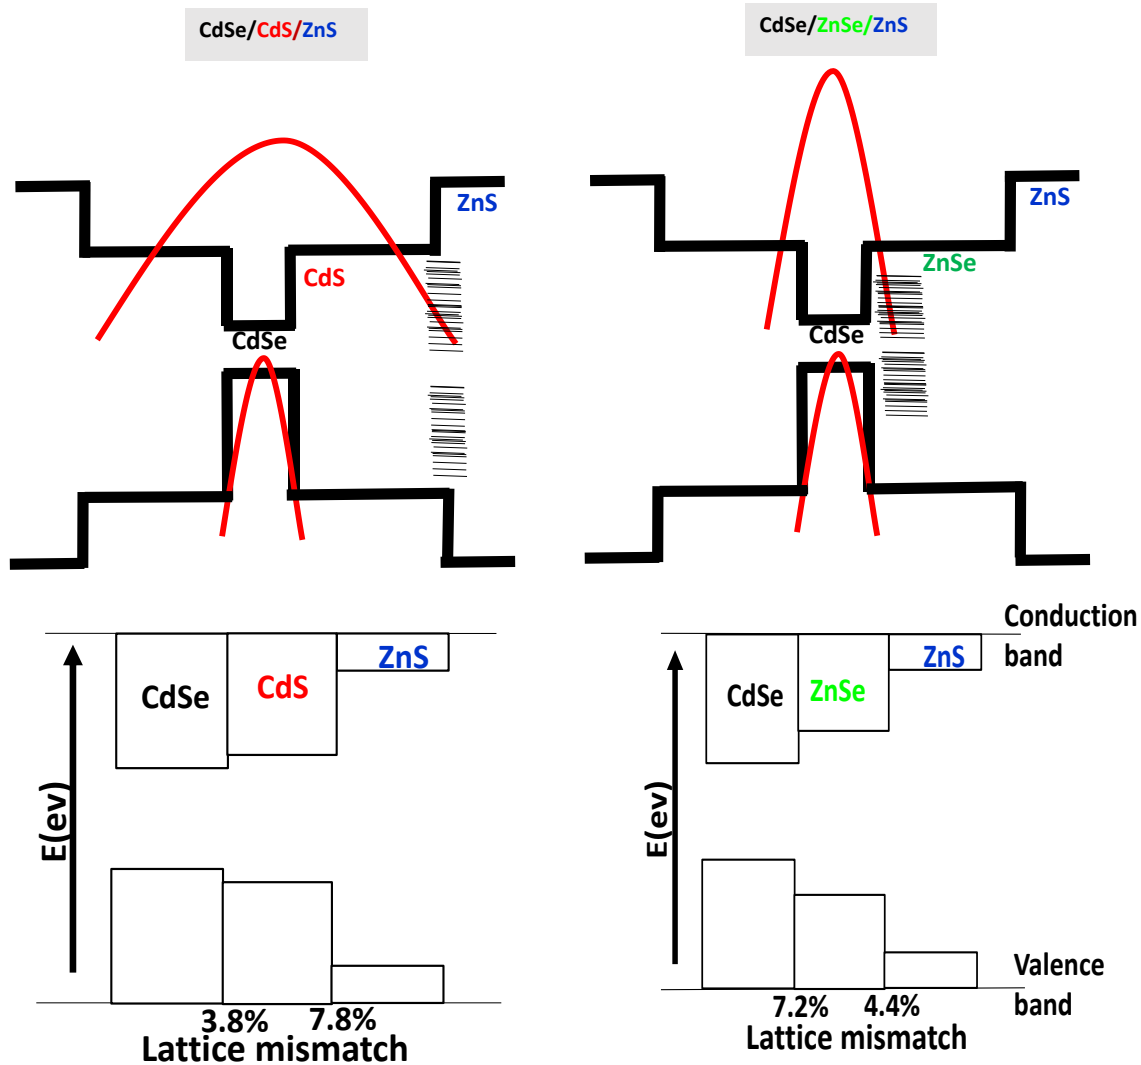 CdSe/CdS/ZnS
CdSe/ZnSe/ZnS
ZnS
CdS
CdSe
ZnS
ZnSe
CdSe
E(ev)
CdSe
CdS
ZnS
3.8%
7.8%
Lattice mismatch
E(ev)
CdSe
ZnSe
ZnS
Conduction
band
Valence
band
7.2%
4.4%
Lattice mismatch